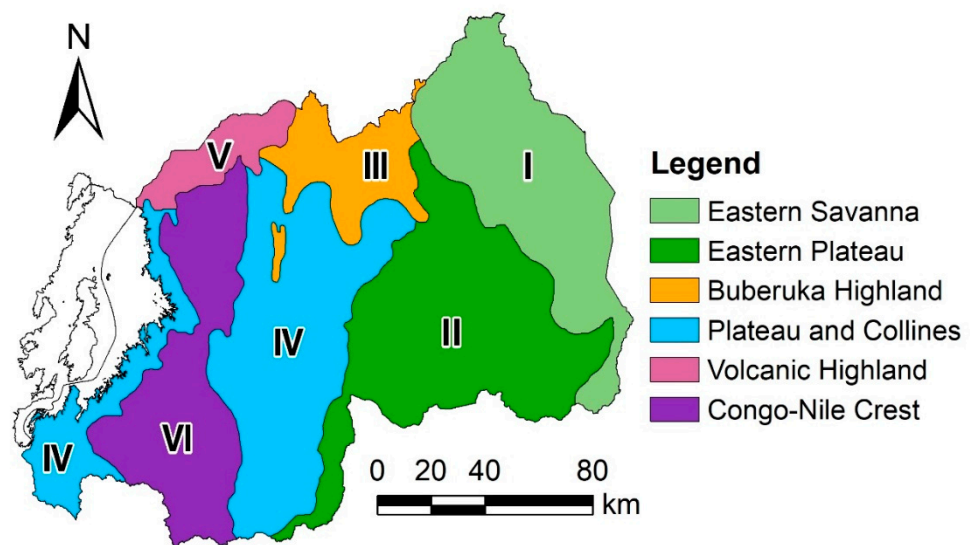 N
V
III
I
IV
II
IV
VI
Legend
Eastern Savanna
Eastern Plateau
Buberuka Highland
Plateau and Collines
Volcanic Highland
Congo-Nile Crest
0 20 40 80
km